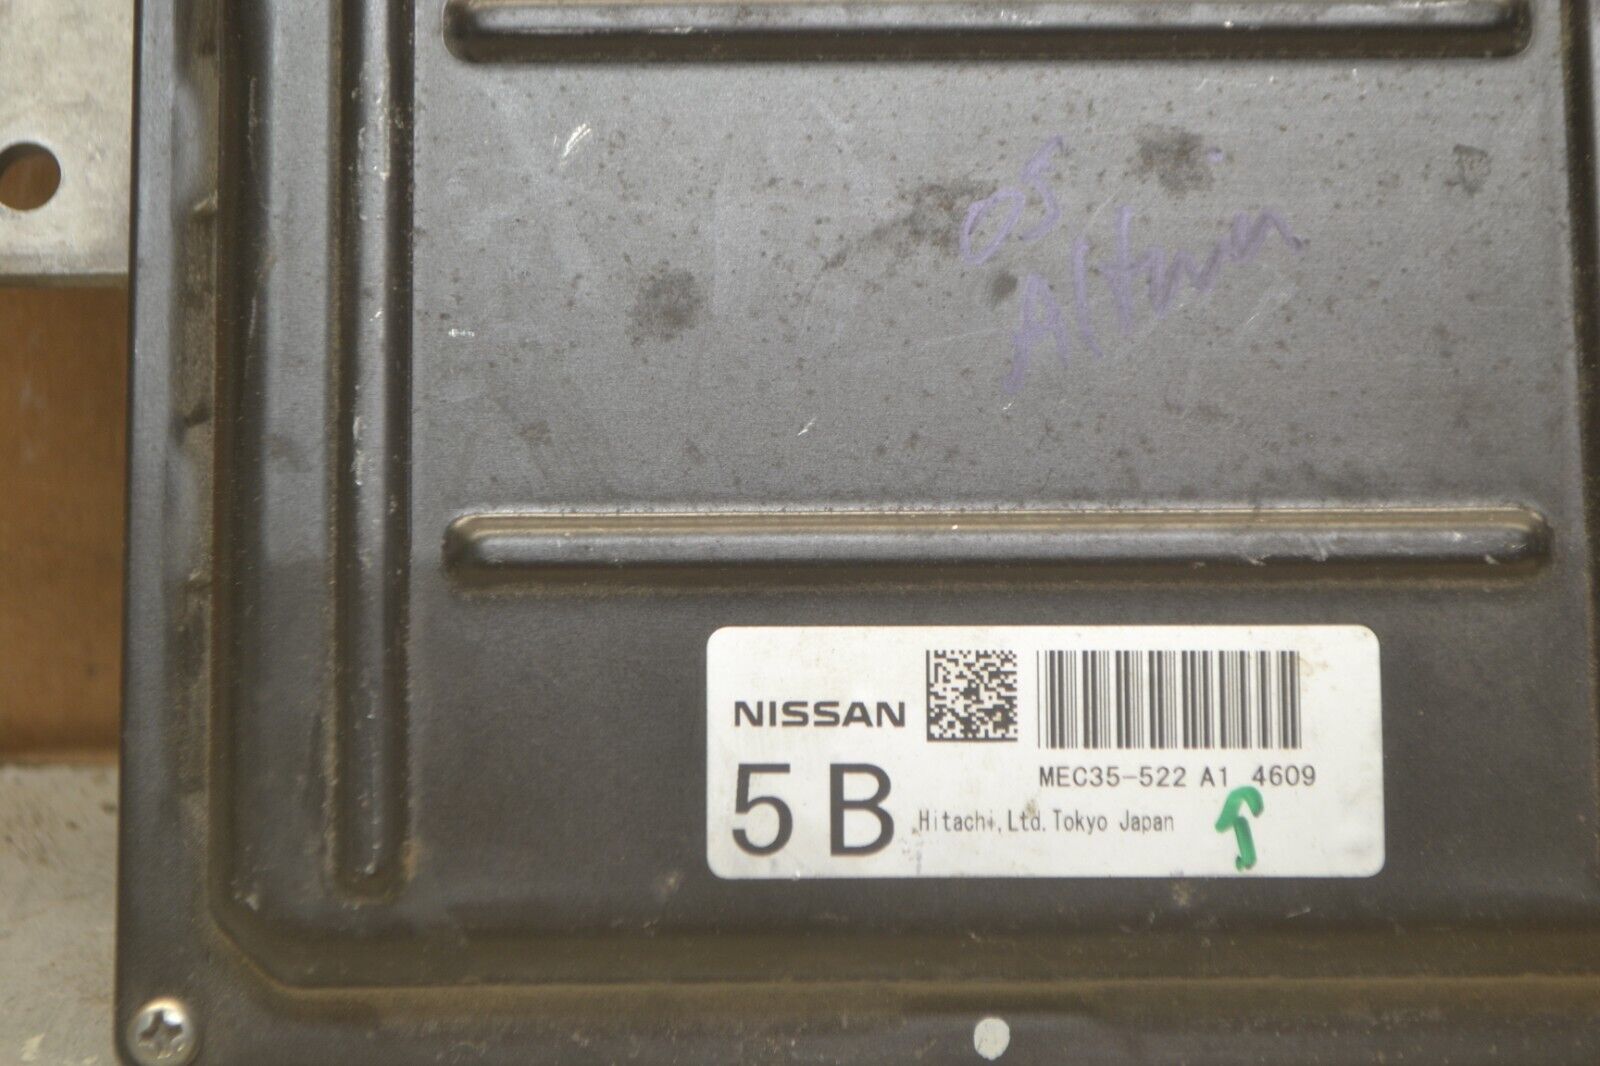 05
Altima
NISSAN
MEC35-522 A1 4609
5B
Hitachi,Ltd.Tokyo Japan